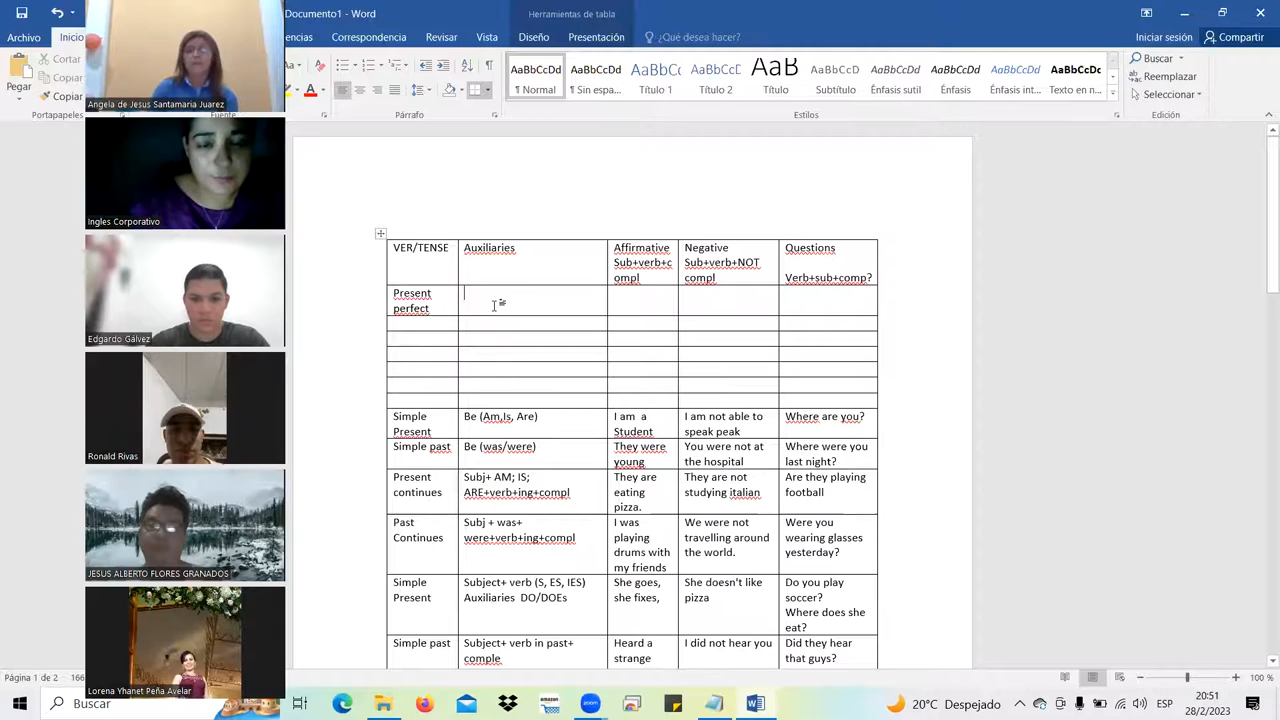 Documento1 - Word
Herramientas de tabla
Iniciar sesión
Correspondencia
Revisar
Vista
Diseño
Presentación
¿Qué desea hacer?
Pegar
Portapapeles
Fuente
Párrafo
AaBbCcDd
¶ Normal
AaBbCcDd
¶ Sin espa...
AaBbCc
Título 1
AaBbCcD
Título 2
AaB
Título
AaBbCcD
Subtítulo
AaBbCcDd
Énfasis sutil
AaBbCcDd
Énfasis
AaBbCcDd
Énfasis intens...
AaBbCcDc
Texto en n...
Estilos
Buscar
Reemplazar
Seleccionar
Edición
Angela de Jesus Santamaria Juarez
Ingles Corporativo
Edgardo Gálvez
Ronald Rivas
JESUS ALBERTO FLORES GRANADOS
Lorena Yhanet Peña Avelar
VER/TENSE
Auxiliaries
Affirmative
Sub+verb+c
ompl
Negative
Sub+verb+NOT
compl
Questions
Verb+sub+comp?
Present
perfect
Simple
Present
Be (Am,Is, Are)
I am a
Student
I am not able to
speak peak
Where are you?
Simple past
Be (was/were)
They were
young
You were not at
the hospital
Where were you
last night?
Present
continues
Subj+ AM; IS;
ARE+verb+ing+compl
They are
eating
pizza.
They are not
studying italian
Are they playing
football
Past
Continues
Subj + was+
were+verb+ing+compl
I was
playing
drums with
my friends
We were not
travelling around
the world.
Were you
wearing glasses
yesterday?
Simple
Present
Subject+ verb (S, ES, IES)
Auxiliaries DO/DOEs
She goes,
she fixes,
She doesn't like
pizza
Do you play
soccer?
Where does she
eat?
Simple past
Subject+ verb in past+
comple
Heard a
strange
I did not hear you
Did they hear
that guys?
Página 1 de 2
166
100 %
Buscar
amazon
zoom
20°C Despejado
ESP
20:51
28/2/2023